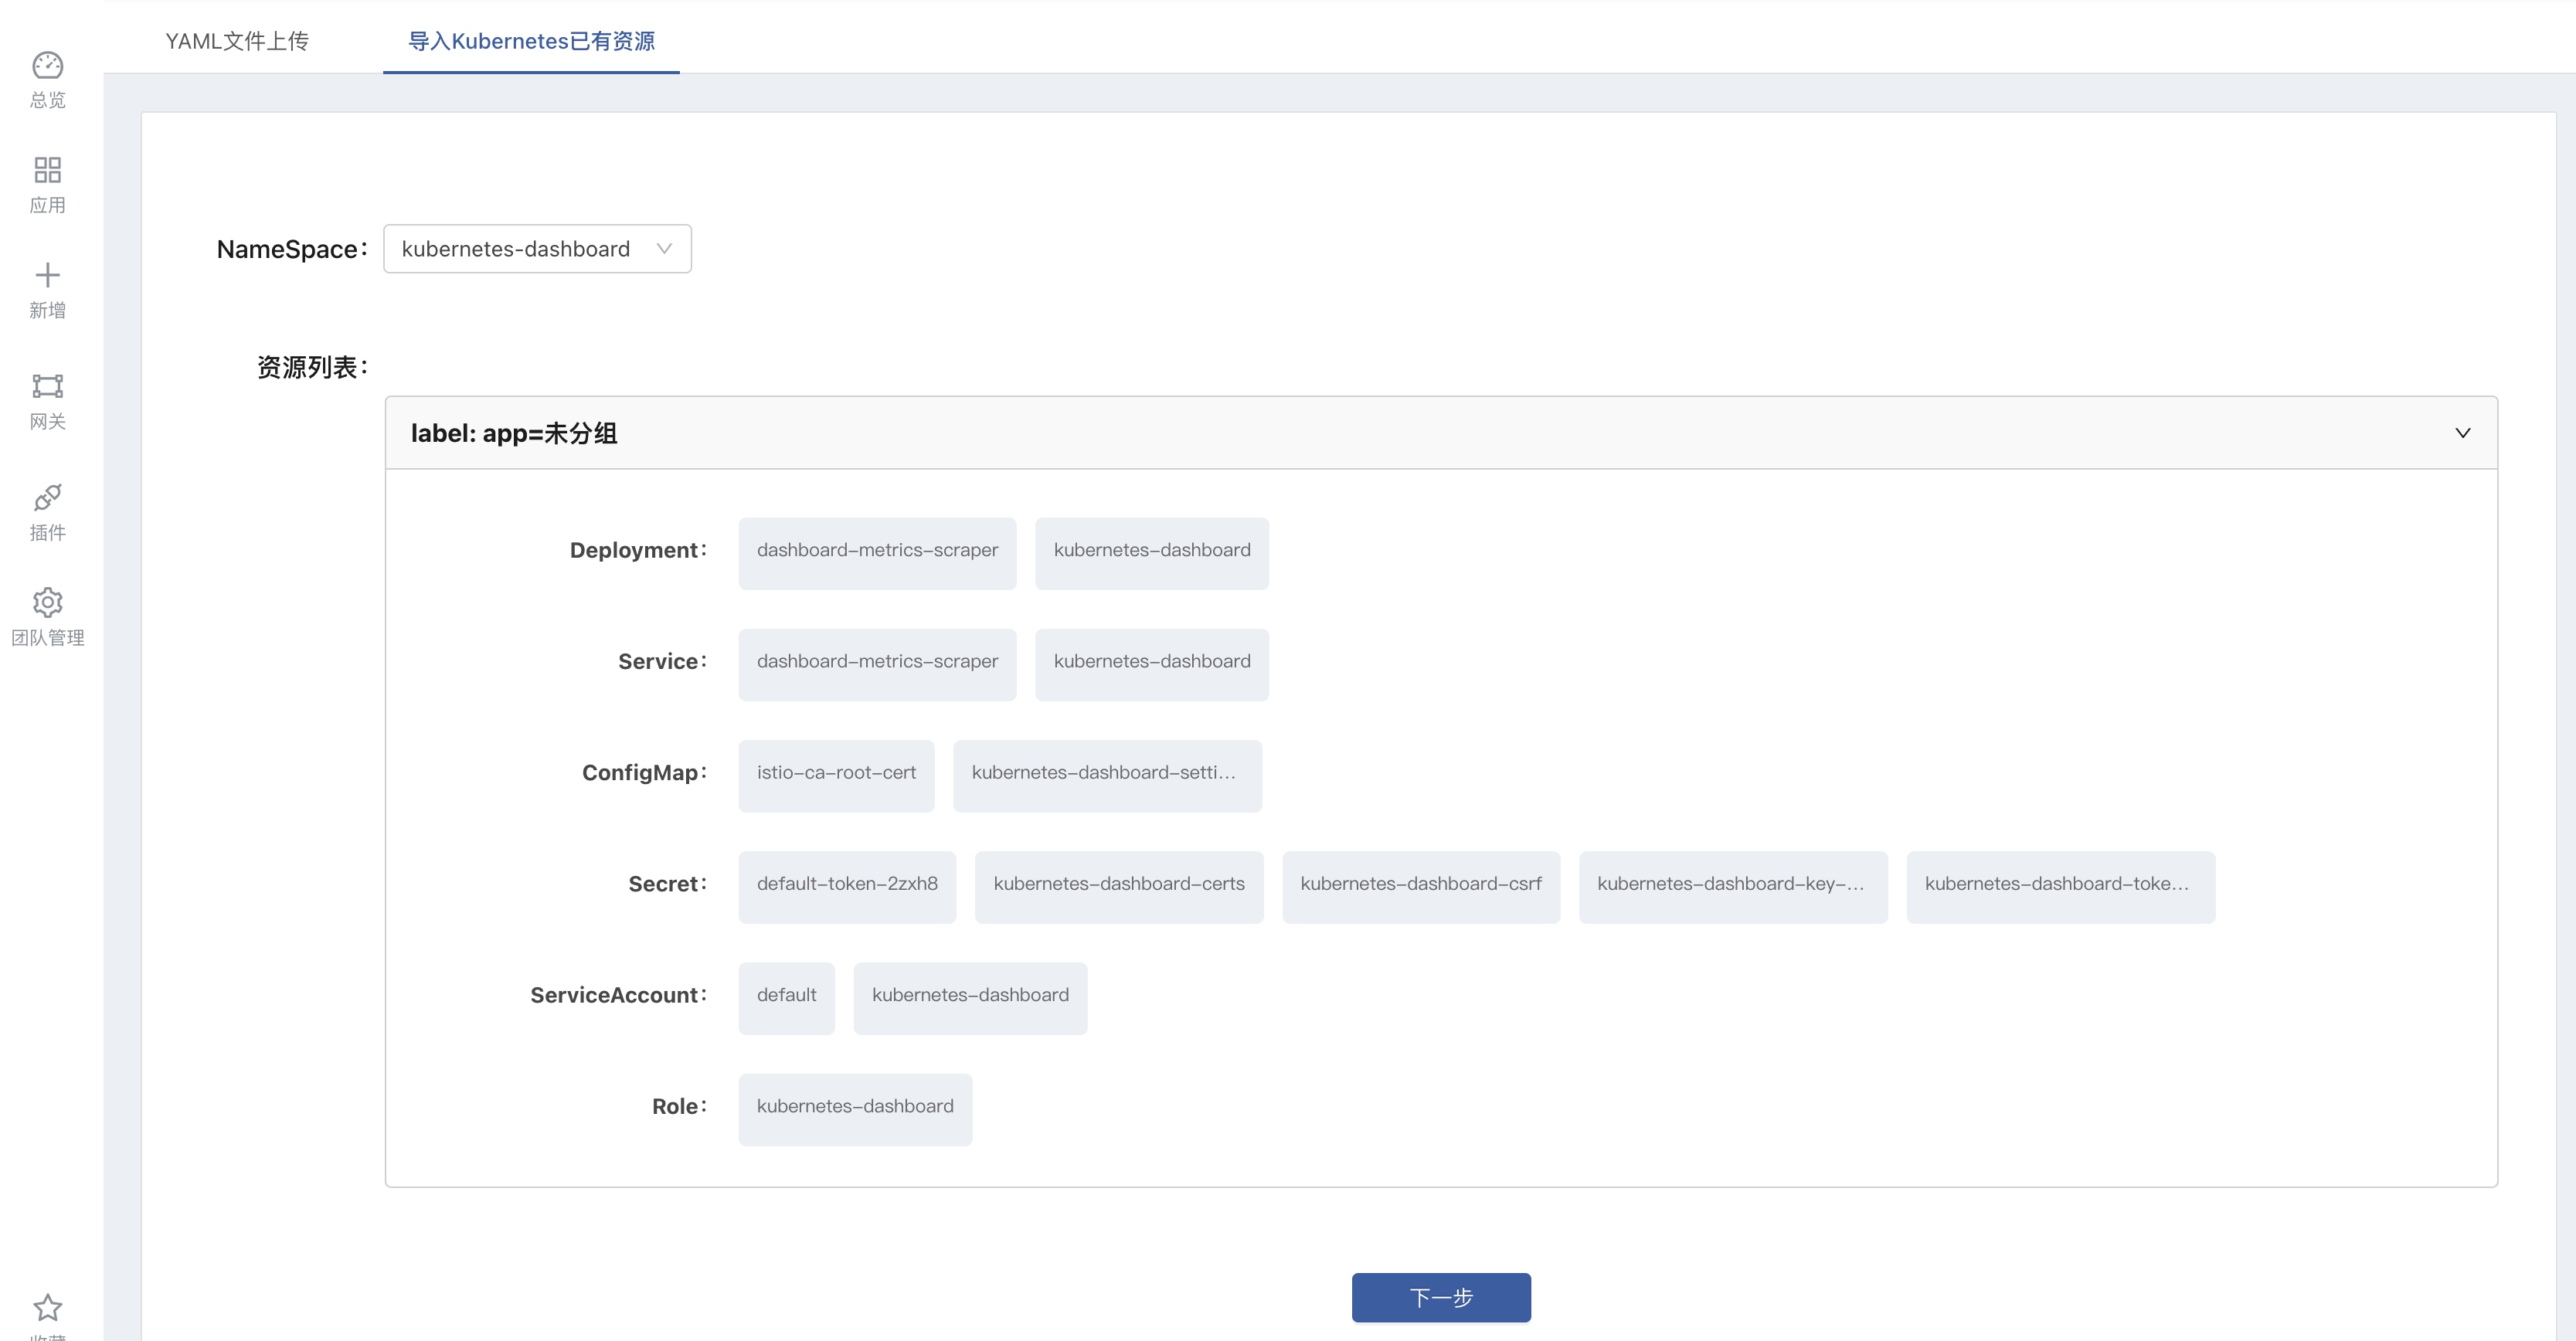 YAML文件上传 导入Kubernetes已有资源
总览
应用
新增
网关
插件
团队管理
NameSpace: kubernetes-dashboard
资源列表:
label: app=未分组
Deployment: dashboard-metrics-scraper kubernetes-dashboard
Service: dashboard-metrics-scraper kubernetes-dashboard
ConfigMap: istio-ca-root-cert kubernetes-dashboard-setti...
Secret: default-token-2zxh8 kubernetes-dashboard-certs kubernetes-dashboard-csrf kubernetes-dashboard-key-... kubernetes-dashboard-toke...
ServiceAccount: default kubernetes-dashboard
Role: kubernetes-dashboard
下一步